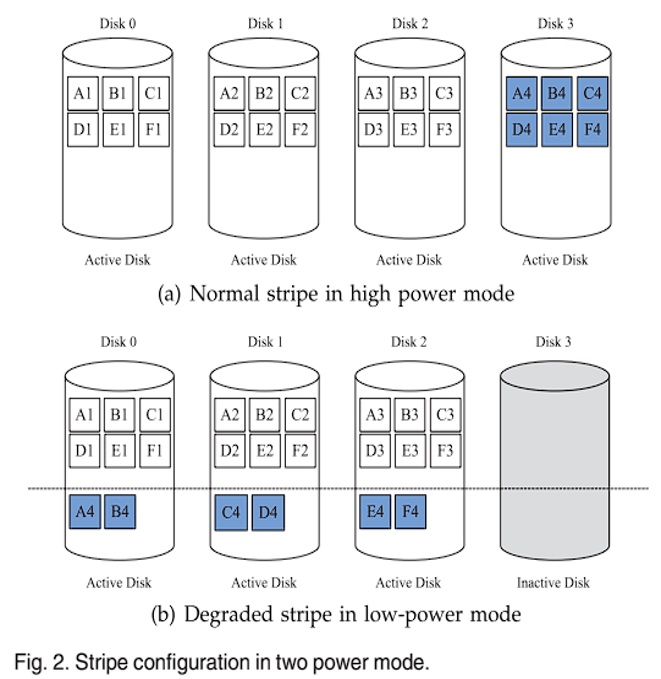 Disk 0 Disk 1 Disk 2 Disk 3
A1 B1 C1 A2 B2 C2 A3 B3 C3 A4 B4 C4
D1 E1 F1 D2 E2 F2 D3 E3 F3 D4 E4 F4
Active Disk Active Disk Active Disk Active Disk
(a) Normal stripe in high power mode
Disk 0 Disk 1 Disk 2 Disk 3
A1 B1 C1 A2 B2 C2 A3 B3 C3
D1 E1 F1 D2 E2 F2 D3 E3 F3
A4 B4 C4 D4 E4 F4
Active Disk Active Disk Active Disk Inactive Disk
(b) Degraded stripe in low-power mode
Fig. 2. Stripe configuration in two power mode.